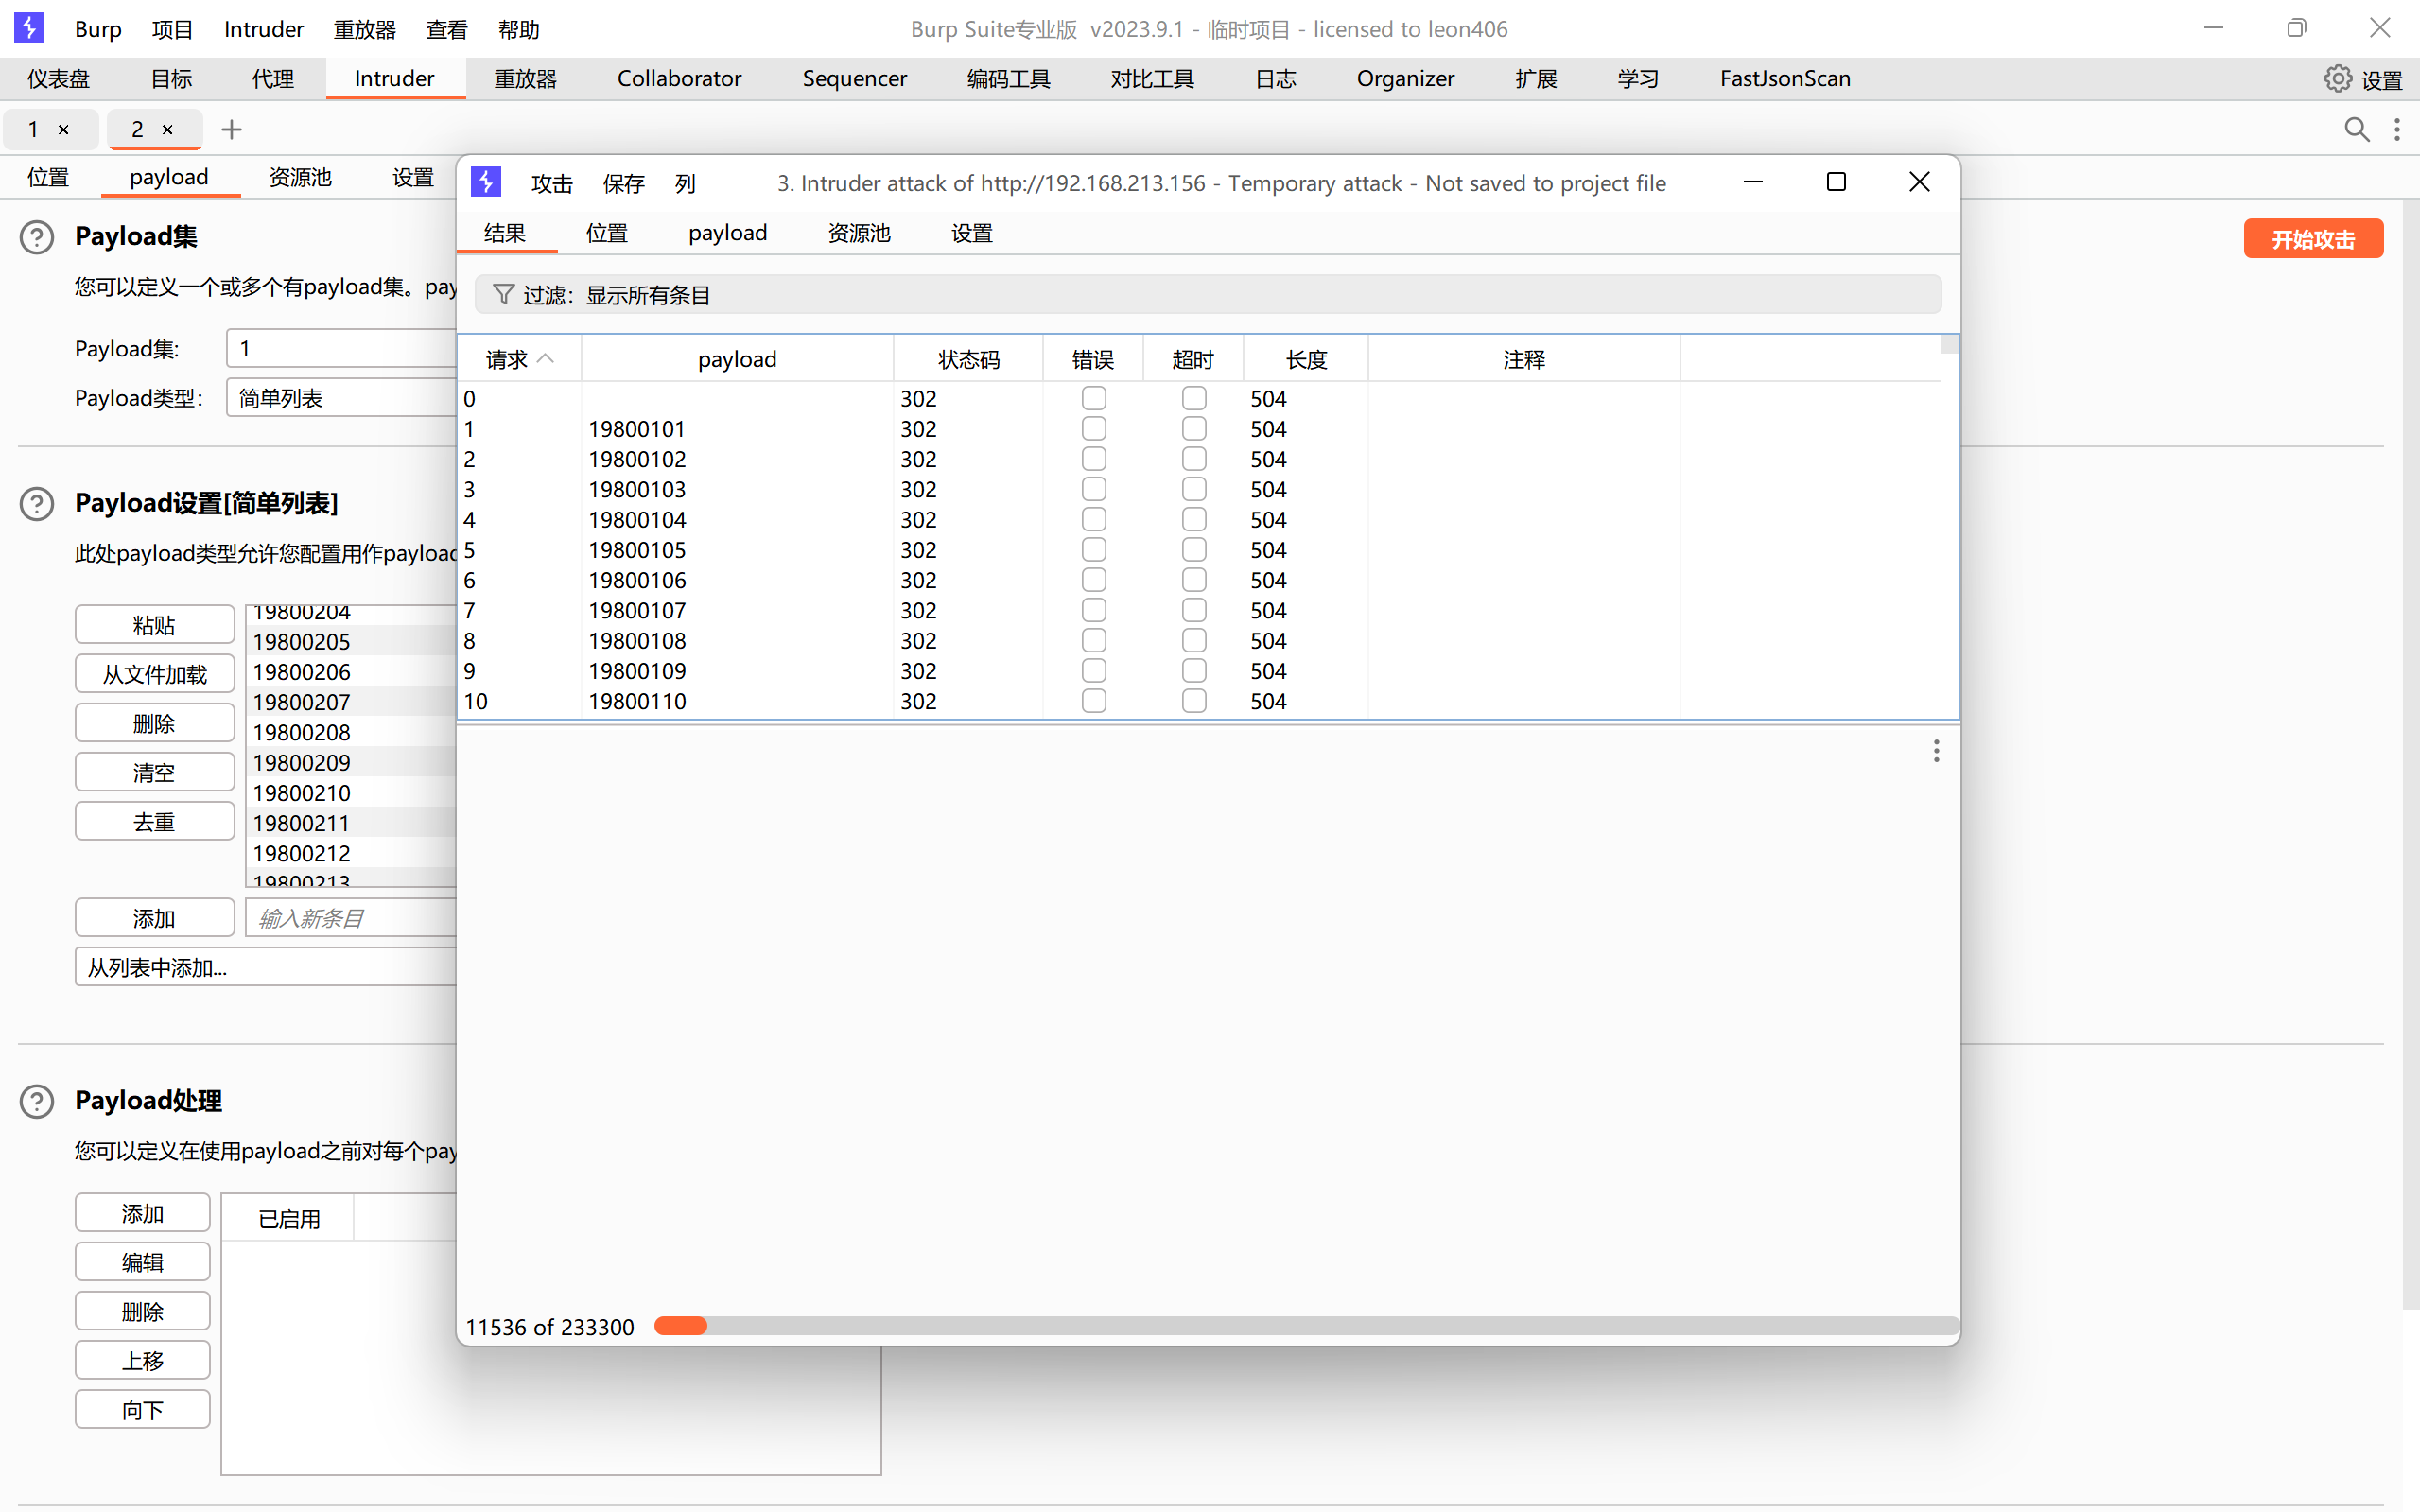 Burp 项目 Intruder 重放器 查看 帮助 Burp Suite专业版 v2023.9.1 - 临时项目 - licensed to leon406
仪表盘 目标 代理 Intruder 重放器 Collaborator Sequencer 编码工具 对比工具 日志 Organizer 扩展 学习 FastJsonScan 设置
1 × 2 × +
位置 payload 资源池 设置
Payload集
开始攻击
您可以定义一个或多个有payload集。pay
Payload集: 1
Payload类型: 简单列表
Payload设置[简单列表]
此处payload类型允许您配置用作payload
粘贴
从文件加载
删除
清空
去重
19800204
19800205
19800206
19800207
19800208
19800209
19800210
19800211
19800212
19800213
添加 输入新条目
从列表中添加...
Payload处理
您可以定义在使用payload之前对每个pay
添加
编辑
删除
上移
向下
已启用
攻击 保存 列 3. Intruder attack of http://192.168.213.156 - Temporary attack - Not saved to project file
结果 位置 payload 资源池 设置
过滤: 显示所有条目
请求 payload 状态码 错误 超时 长度 注释
0 302 504
1 19800101 302 504
2 19800102 302 504
3 19800103 302 504
4 19800104 302 504
5 19800105 302 504
6 19800106 302 504
7 19800107 302 504
8 19800108 302 504
9 19800109 302 504
10 19800110 302 504
11536 of 233300